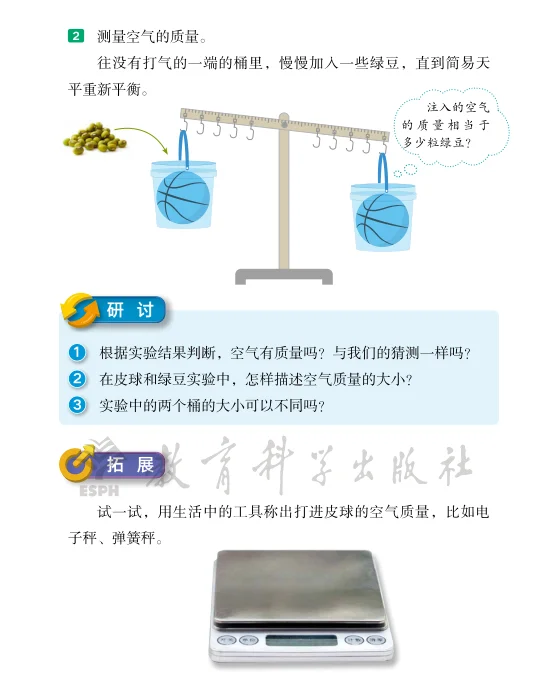 2 测量空气的质量。
往没有打气的一端的桶里，慢慢加入一些绿豆，直到简易天
平重新平衡。
注入的空气
的质量相当于
多少粒绿豆？
研讨
1 根据实验结果判断，空气有质量吗？与我们的猜测一样吗？
2 在皮球和绿豆实验中，怎样描述空气质量的大小？
3 实验中的两个桶的大小可以不同吗？
拓展
ESPH 教育科学出版社
试一试，用生活中的工具称出打进皮球的空气质量，比如电
子秤、弹簧秤。